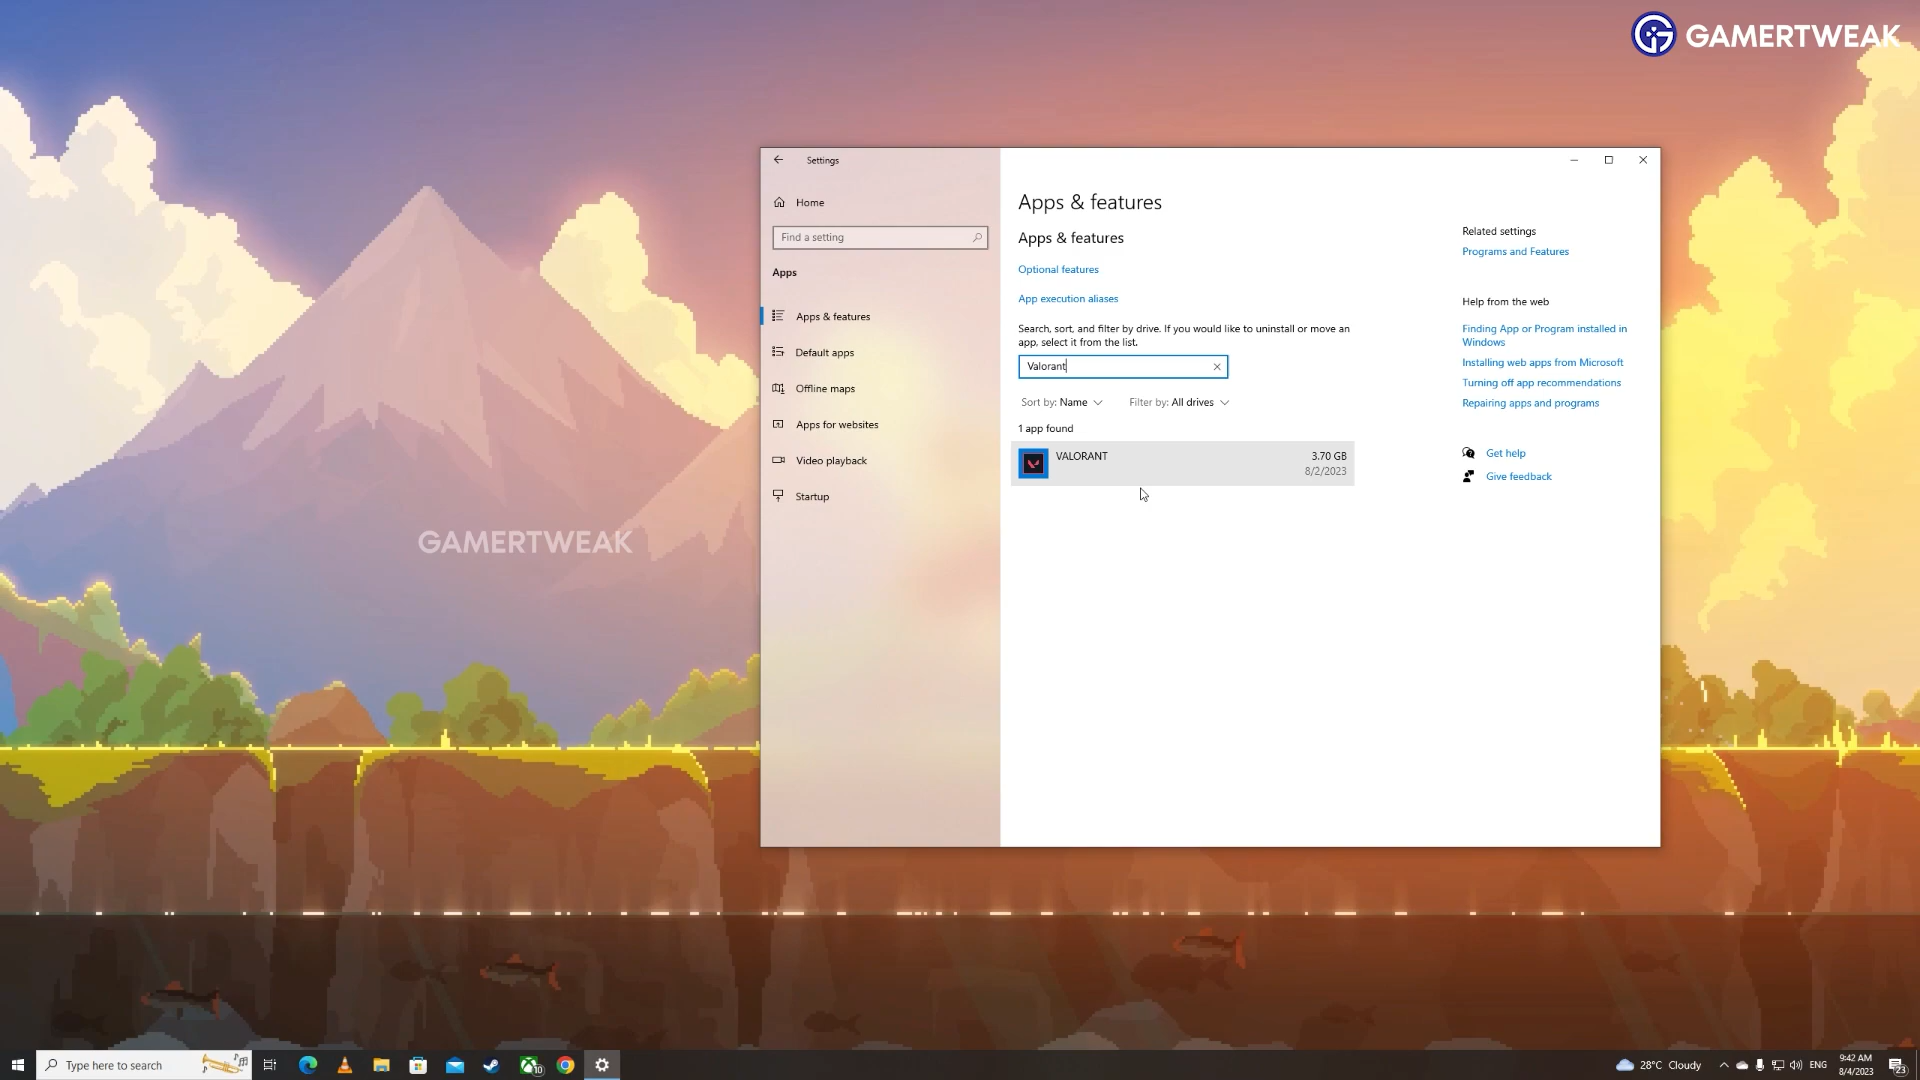 GAMERTWEAK
Settings
Home
Find a setting
Apps
Apps & features
Default apps
Offline maps
Apps for websites
Video playback
Startup
Apps & features
Apps & features
Optional features
App execution aliases
Search, sort, and filter by drive. If you would like to uninstall or move an
app, select it from the list.
Valorant
Sort by: Name
Filter by: All drives
1 app found
VALORANT
3.70 GB
8/2/2023
Related settings
Programs and Features
Help from the web
Finding App or Program installed in
Windows
Installing web apps from Microsoft
Turning off app recommendations
Repairing apps and programs
Get help
Give feedback
GAMERTWEAK
Type here to search
10
28°C Cloudy
ENG
9:42 AM
8/4/2023
23